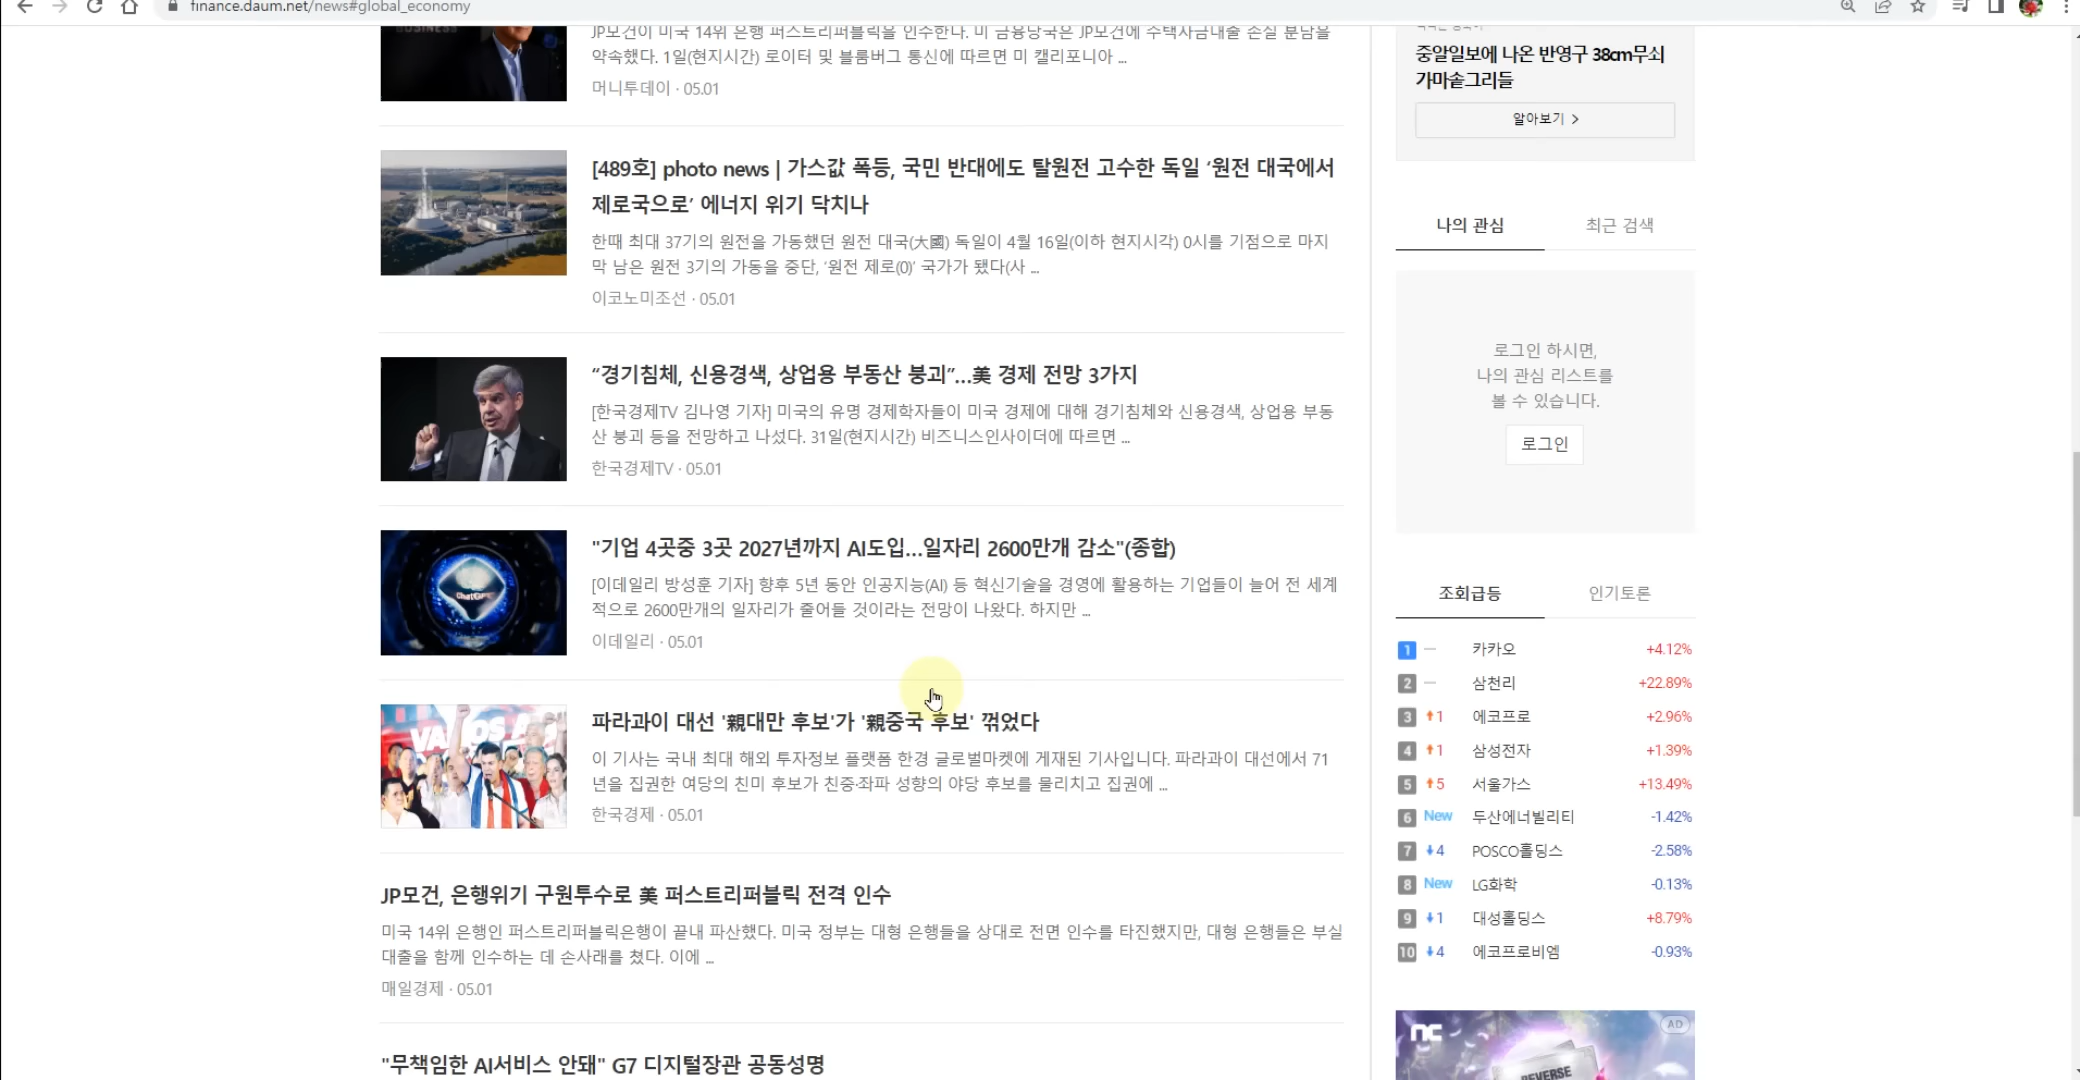 finance.daum.net/news#global_economy
JP모건이 미국 14위 은행 퍼스트리퍼블릭을 인수한다. 미 금융당국은 JP모건에 주택자금대출 손실 분담을
약속했다. 1일(현지시간) 로이터 및 블룸버그 통신에 따르면 미 캘리포니아 ...
머니투데이 · 05.01
[489호] photo news | 가스값 폭등, 국민 반대에도 탈원전 고수한 독일 ‘원전 대국에서
제로국으로’ 에너지 위기 닥치나
한때 최대 37기의 원전을 가동했던 원전 대국(大國) 독일이 4월 16일(이하 현지시각) 0시를 기점으로 마지
막 남은 원전 3기의 가동을 중단, ‘원전 제로(0)’ 국가가 됐다(사 ...
이코노미조선 · 05.01
“경기침체, 신용경색, 상업용 부동산 붕괴”...美 경제 전망 3가지
[한국경제TV 김나영 기자] 미국의 유명 경제학자들이 미국 경제에 대해 경기침체와 신용경색, 상업용 부동
산 붕괴 등을 전망하고 나섰다. 31일(현지시간) 비즈니스인사이더에 따르면 ...
한국경제TV · 05.01
"기업 4곳중 3곳 2027년까지 AI도입...일자리 2600만개 감소"(종합)
[이데일리 방성훈 기자] 향후 5년 동안 인공지능(AI) 등 혁신기술을 경영에 활용하는 기업들이 늘어 전 세계
적으로 2600만개의 일자리가 줄어들 것이라는 전망이 나왔다. 하지만 ...
이데일리 · 05.01
ChatGPT
파라과이 대선 '親대만 후보'가 '親중국 후보' 꺾었다
이 기사는 국내 최대 해외 투자정보 플랫폼 한경 글로벌마켓에 게재된 기사입니다. 파라과이 대선에서 71
년을 집권한 여당의 친미 후보가 친중·좌파 성향의 야당 후보를 물리치고 집권에 ...
한국경제 · 05.01
JP모건, 은행위기 구원투수로 美 퍼스트리퍼블릭 전격 인수
미국 14위 은행인 퍼스트리퍼블릭은행이 끝내 파산했다. 미국 정부는 대형 은행들을 상대로 전면 인수를 타진했지만, 대형 은행들은 부실
대출을 함께 인수하는 데 손사래를 쳤다. 이에 ...
매일경제 · 05.01
"무책임한 AI서비스 안돼" G7 디지털장관 공동성명
중알일보에 나온 반영구 38cm무쇠
가마솥그리들
알아보기 >
나의 관심 최근 검색
로그인 하시면,
나의 관심 리스트를
볼 수 있습니다.
로그인
조회급등 인기토론
1 — 카카오 +4.12%
2 — 삼천리 +22.89%
3 ↑1 에코프로 +2.96%
4 ↑1 삼성전자 +1.39%
5 ↑5 서울가스 +13.49%
6 New 두산에너빌리티 -1.42%
7 ↓4 POSCO홀딩스 -2.58%
8 New LG화학 -0.13%
9 ↓1 대성홀딩스 +8.79%
10 ↓4 에코프로비엠 -0.93%
nc AD
REVERSE